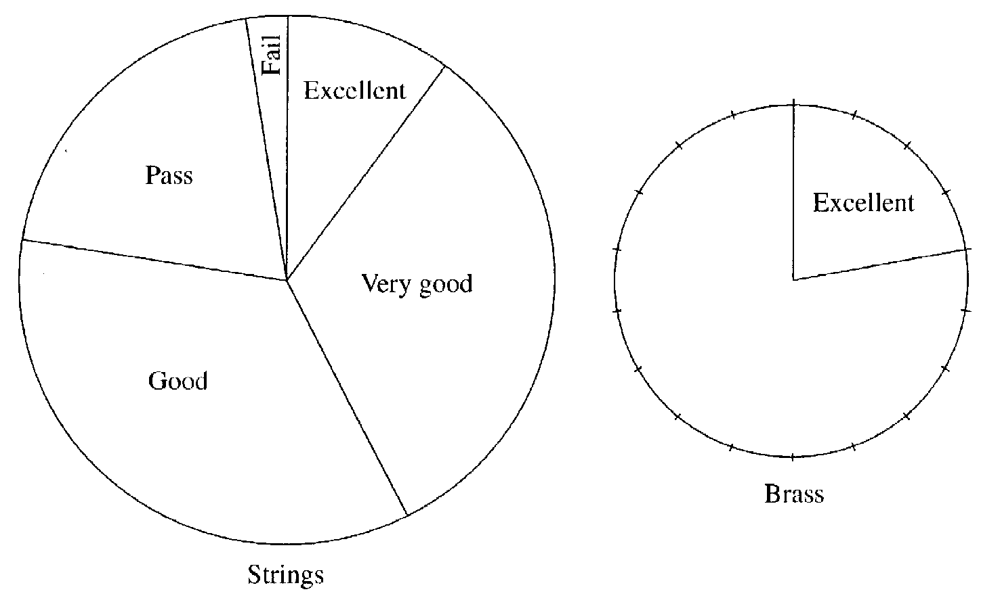 Fail
Excellent
Pass
Very good
Good
Strings
Excellent
Brass